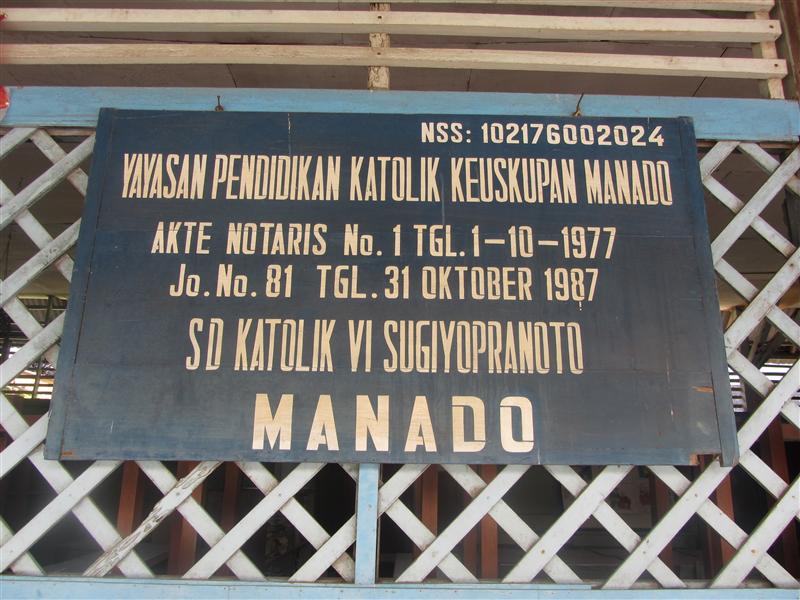 NSS: 102176002024
YAYASAN PENDIDIKAN KATOLIK KEUSKUPAN MANADO
AKTE NOTARIS No. 1 TGL. 1-10-1977
Jo. No. 81 TGL. 31 OKTOBER 1987
SD KATOLIK VI SUGIYOPRANOTO
MANADO